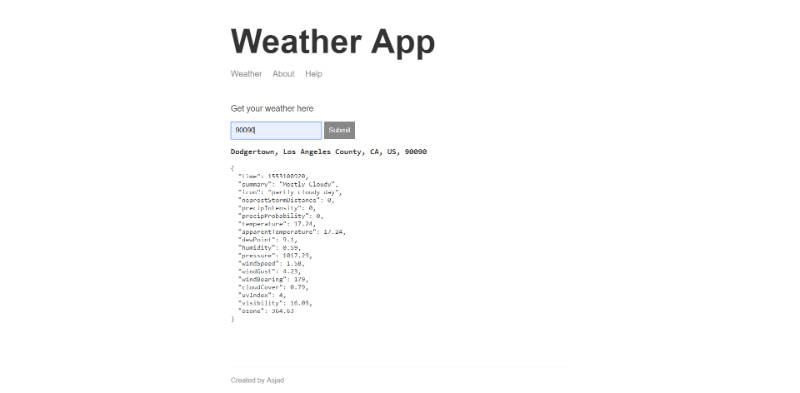 Weather App
Weather About Help
Get your weather here
90090 Submit
Dodgertown, Los Angeles County, CA, US, 90090
{
"time": 
"summary": "Mostly Cloudy",
"icon": "partly-cloudy-day",
"nearestStormDistance": 0,
"precipIntensity": 0,
"precipProbability": 0,
"temperature": 17.24,
"apparentTemperature": 17.24,
"dewPoint": 9.1,
"humidity": 0.59,
"pressure": 1017.23,
"windSpeed": 1.58,
"windGust": 4.23,
"windBearing": 179,
"cloudCover": 0.79,
"uvIndex": 4,
"visibility": 16.09,
"ozone": 364.63
}
Created by Asjad